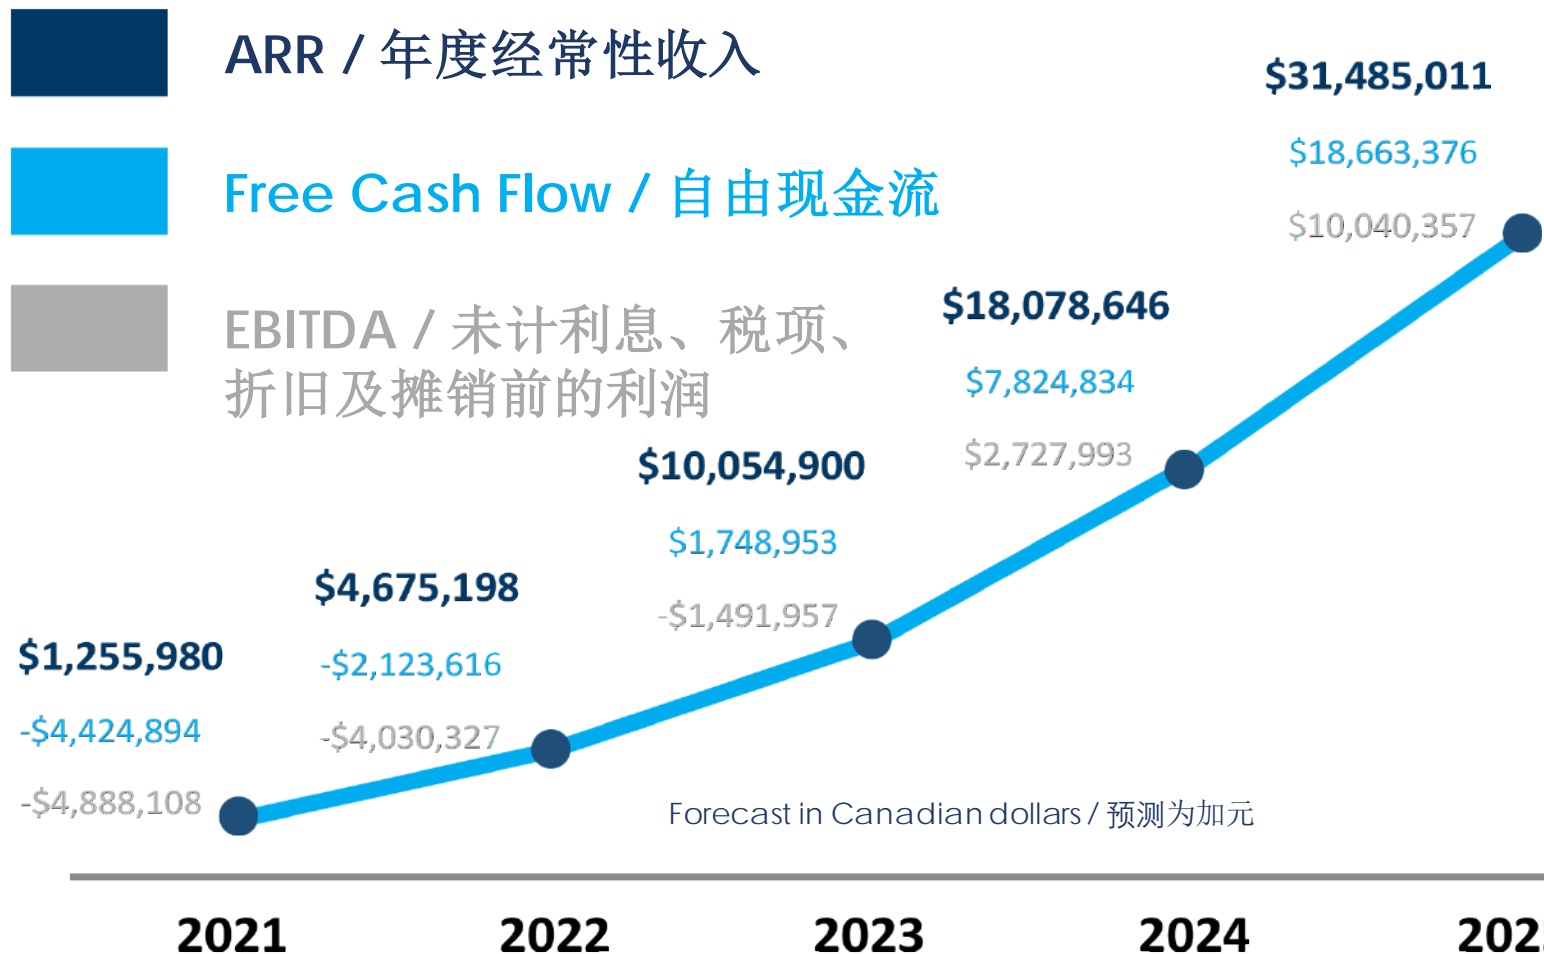 ARR / 年度经常性收入
Free Cash Flow / 自由现金流
EBITDA / 未计利息、税项、
折旧及摊销前的利润
$1,255,980
-$4,424,894
-$4,888,108
$4,675,198
-$2,123,616
-$4,030,327
$10,054,900
$1,748,953
-$1,491,957
$18,078,646
$7,824,834
$2,727,993
$31,485,011
$18,663,376
$10,040,357
Forecast in Canadian dollars / 预测为加元
2021 2022 2023 2024 2025